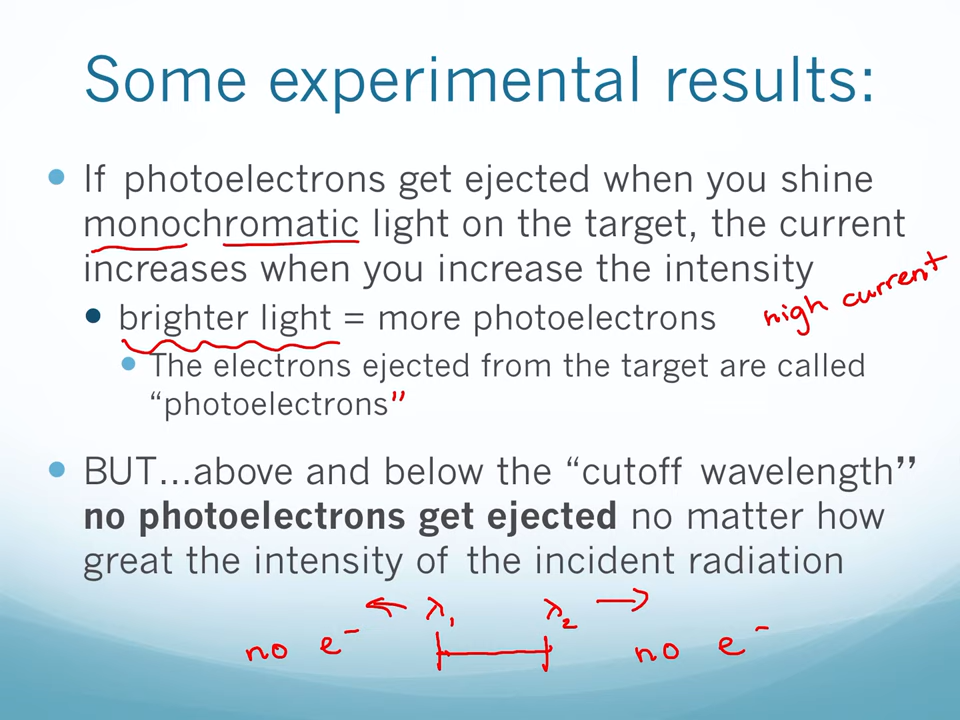 Some experimental results:
If photoelectrons get ejected when you shine
monochromatic light on the target, the current
increases when you increase the intensity
high current
brighter light = more photoelectrons
The electrons ejected from the target are called
“photoelectrons”
BUT...above and below the “cutoff wavelength”
no photoelectrons get ejected no matter how
great the intensity of the incident radiation
← λ₁ λ₂ →
no e⁻ no e⁻